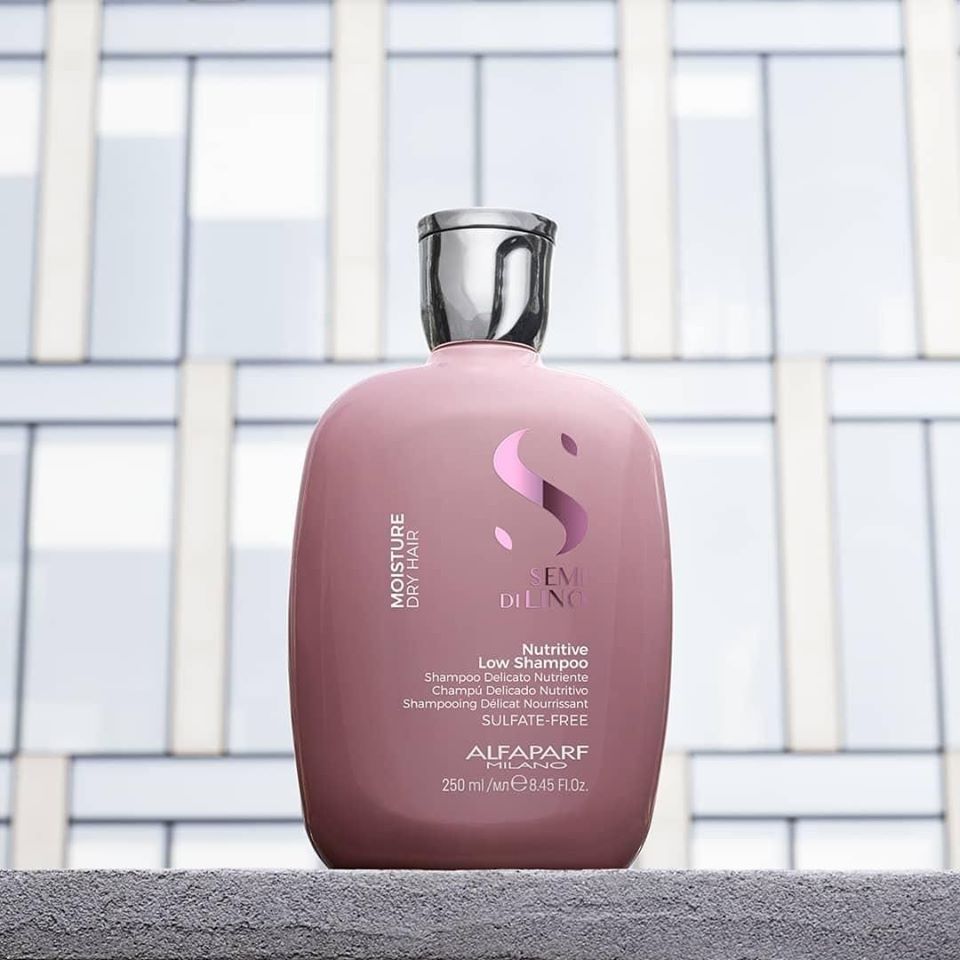 MOISTURE
DRY HAIR
SEMI
DI LINO
Nutritive
Low Shampoo
Shampoo Delicato Nutriente
Champú Delicado Nutritivo
Shampooing Délicat Nourrissant
SULFATE-FREE
ALFAPARF
MILANO
250 ml /мл ℮ 8.45 Fl.Oz.